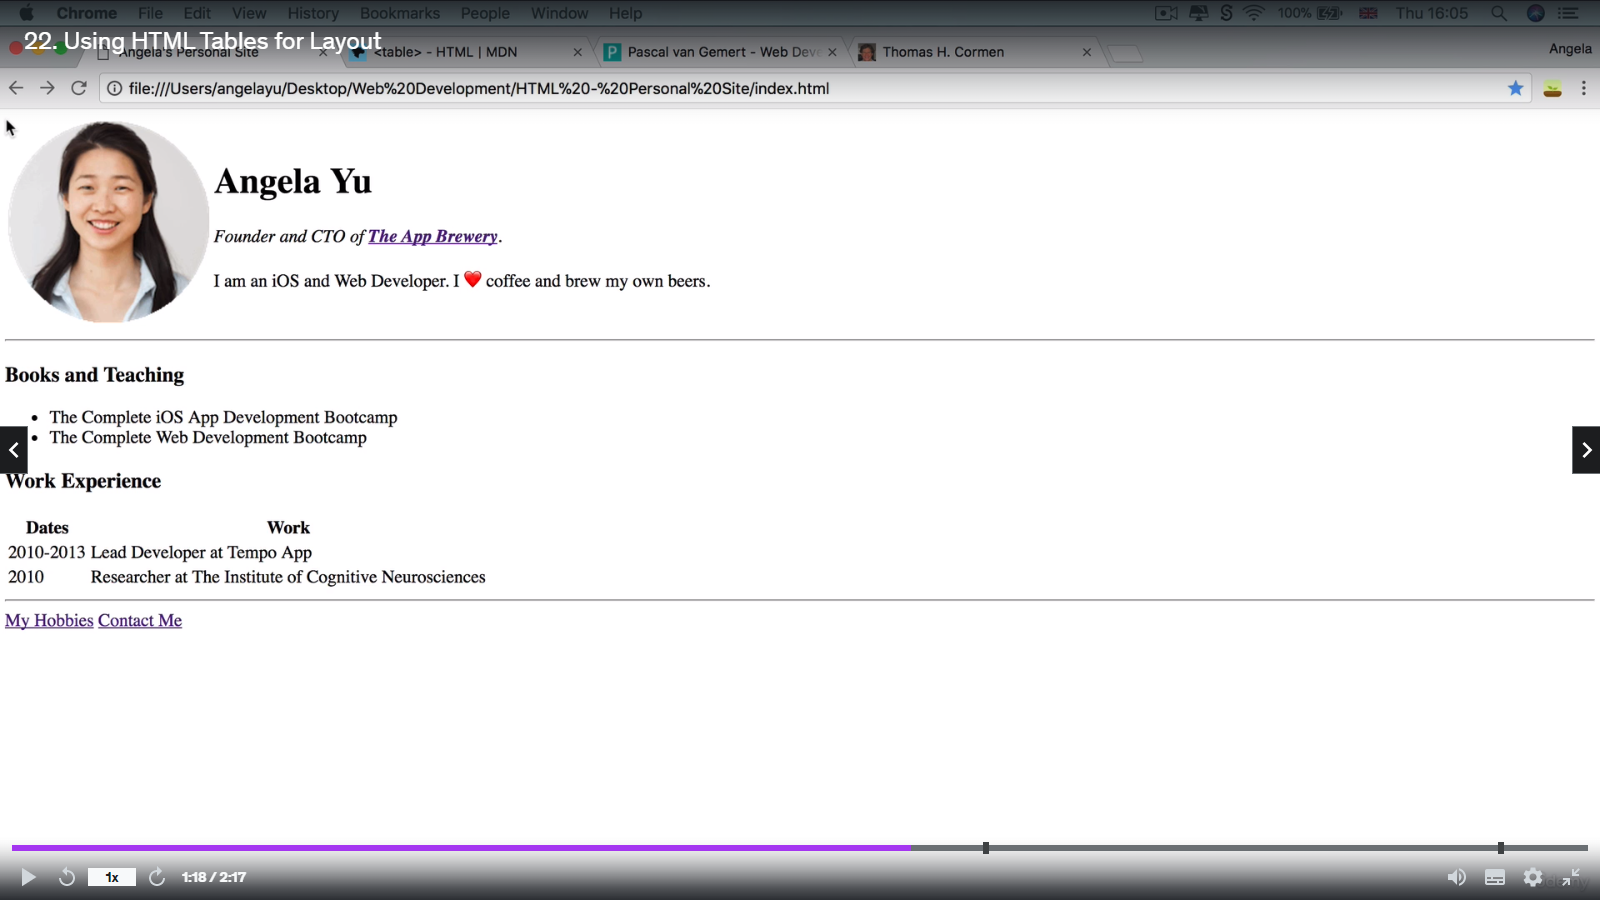 Chrome File Edit View History Bookmarks People Window Help 100% Thu 16:05
22. Using HTML Tables for Layout
Angela's Personal Site <table> - HTML | MDN Pascal van Gemert - Web Deve Thomas H. Cormen Angela
file:///Users/angelayu/Desktop/Web%20Development/HTML%20-%20Personal%20Site/index.html
Angela Yu
Founder and CTO of The App Brewery.
I am an iOS and Web Developer. I ❤️ coffee and brew my own beers.
Books and Teaching
• The Complete iOS App Development Bootcamp
• The Complete Web Development Bootcamp
Work Experience
Dates Work
2010-2013 Lead Developer at Tempo App
2010 Researcher at The Institute of Cognitive Neurosciences
My Hobbies Contact Me
1x 1:18 / 2:17